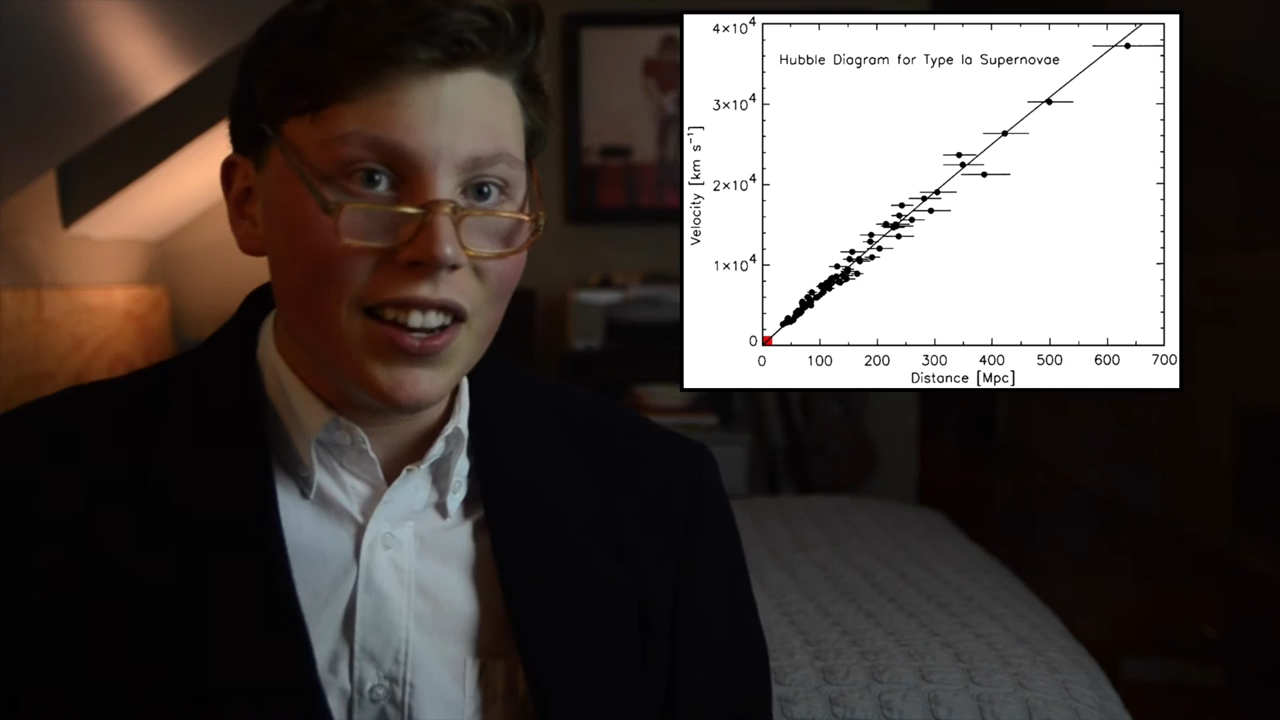 Hubble Diagram for Type Ia Supernovae
Velocity [km s⁻¹]
4×10⁴
3×10⁴
2×10⁴
1×10⁴
0
0 100 200 300 400 500 600 700
Distance [Mpc]